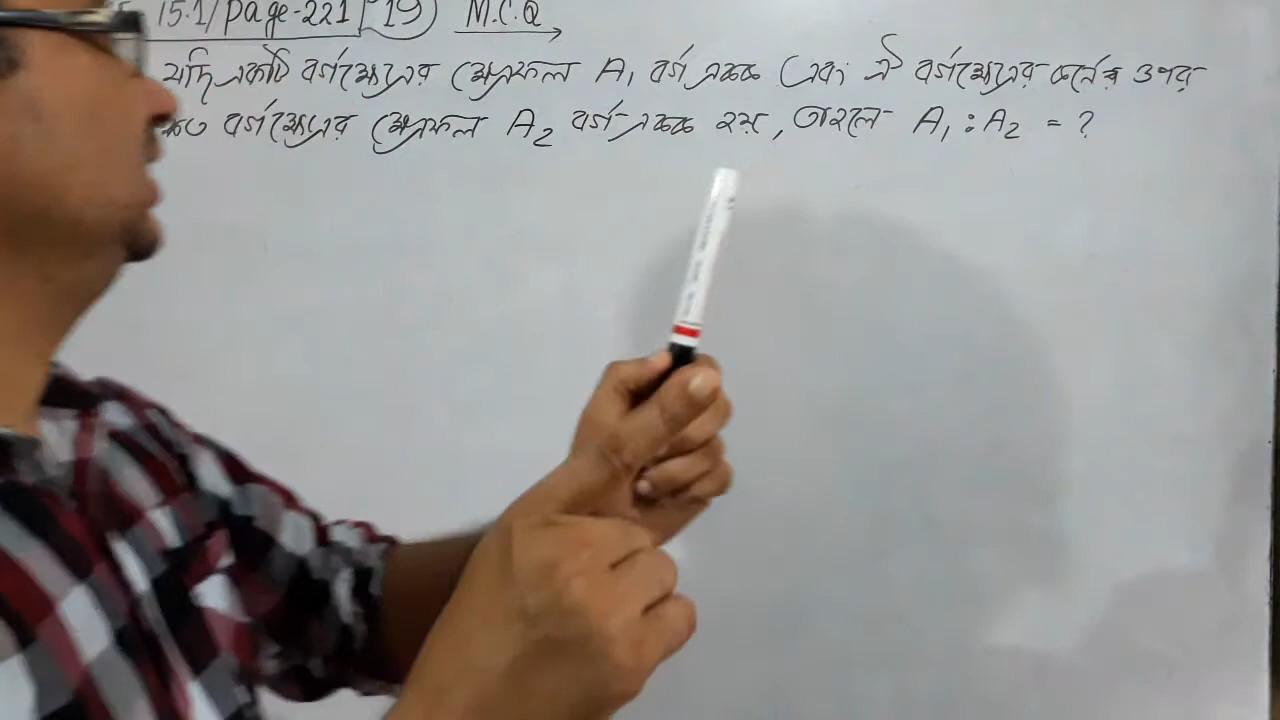 15.1/page-221 (19) M.C.Q
যদি একটি বর্গক্ষেত্রের ক্ষেত্রফল A₁ বর্গ একক এবং ঐ বর্গক্ষেত্রের কর্ণের ওপর
বর্গক্ষেত্রের ক্ষেত্রফল A₂ বর্গ একক হয়, তাহলে A₁ : A₂ = ?